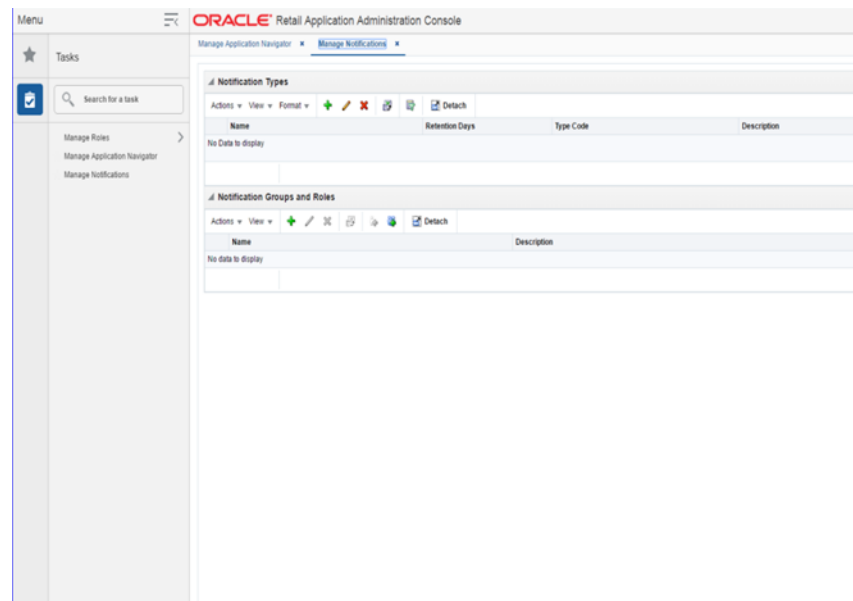 Menu
ORACLE® Retail Application Administration Console
Manage Application Navigator
Manage Notifications
Tasks
Search for a task
Manage Roles
Manage Application Navigator
Manage Notifications
Notification Types
Actions View Format Detach
Name Retention Days Type Code Description
No Data to display
Notification Groups and Roles
Actions View Detach
Name Description
No data to display